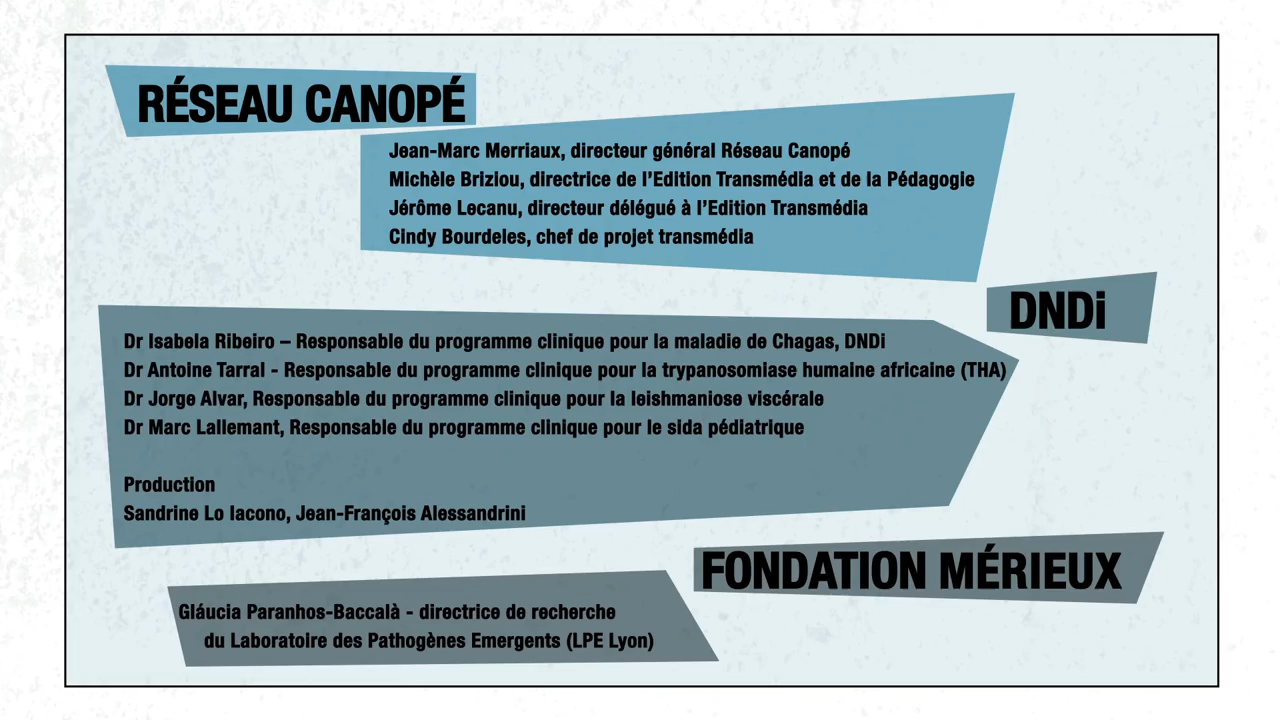 RÉSEAU CANOPÉ
Jean-Marc Merriaux, directeur général Réseau Canopé
Michèle Briziou, directrice de l'Edition Transmédia et de la Pédagogie
Jérôme Lecanu, directeur délégué à l'Edition Transmédia
Cindy Bourdeles, chef de projet transmédia
DNDi
Dr Isabela Ribeiro – Responsable du programme clinique pour la maladie de Chagas, DNDi
Dr Antoine Tarral - Responsable du programme clinique pour la trypanosomiase humaine africaine (THA)
Dr Jorge Alvar, Responsable du programme clinique pour la leishmaniose viscérale
Dr Marc Lallemant, Responsable du programme clinique pour le sida pédiatrique
Production
Sandrine Lo Iacono, Jean-François Alessandrini
FONDATION MÉRIEUX
Gláucia Paranhos-Baccalà - directrice de recherche
du Laboratoire des Pathogènes Emergents (LPE Lyon)